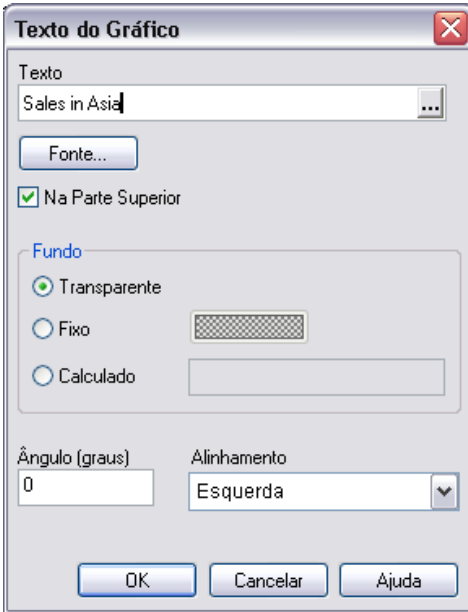 Texto do Gráfico
Texto
Sales in Asia
...
Fonte...
Na Parte Superior
Fundo
Transparente
Fixo
Calculado
Ângulo (graus) Alinhamento
0 Esquerda
OK Cancelar Ajuda